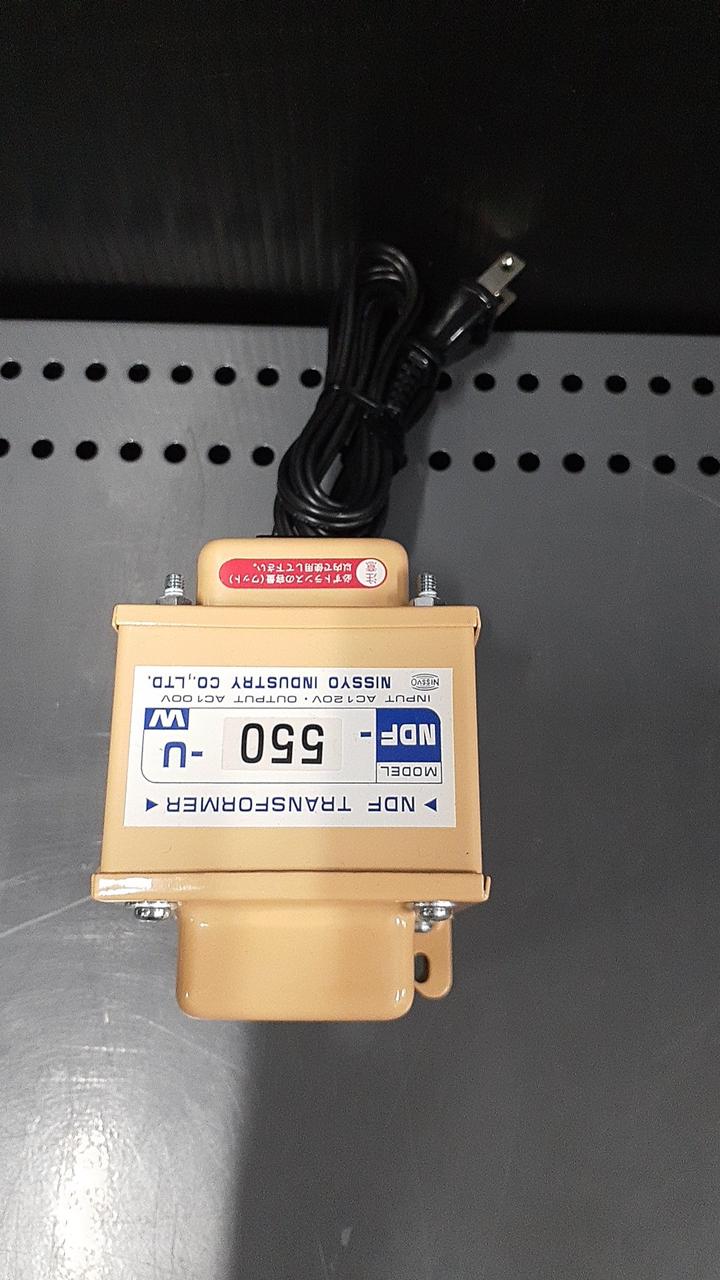 ▶ NDF TRANSFORMER ◀
MODEL
NDF- 550 -U
W
INPUT AC120V・OUTPUT AC100V
NISSYO NISSYO INDUSTRY CO.,LTD.
注意 必ずトランスの容量(ワット)
以内で使用して下さい。